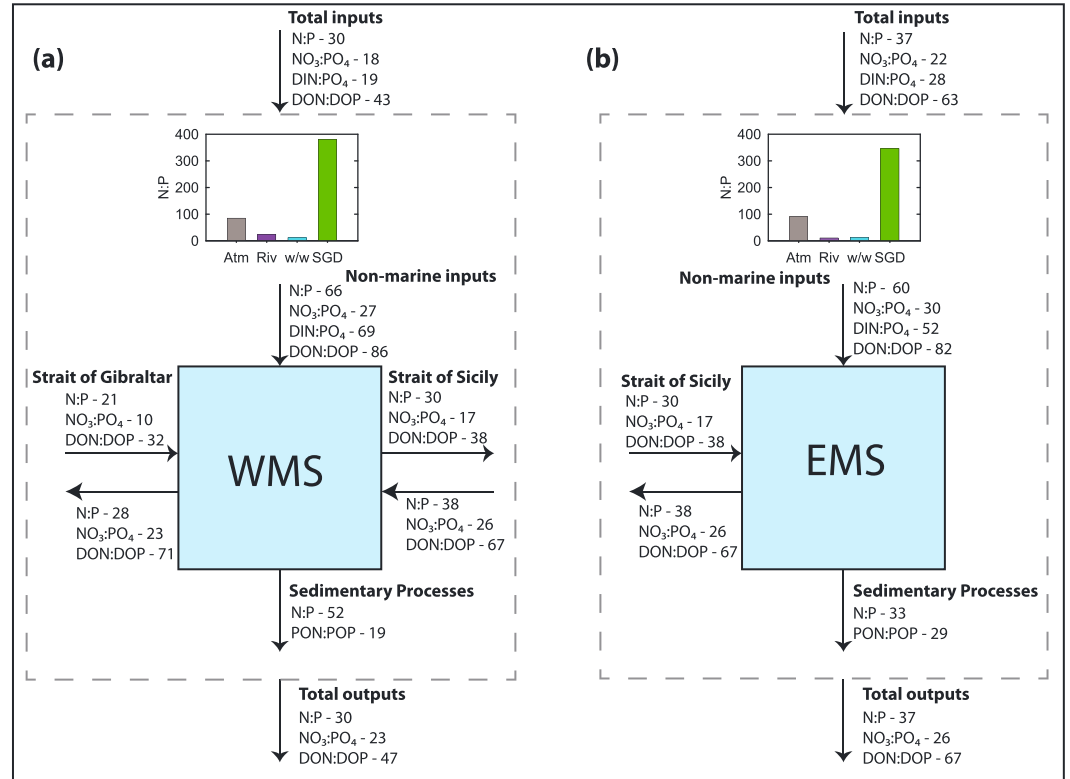 (a)
Total inputs
N:P - 30
NO₃:PO₄ - 18
DIN:PO₄ - 19
DON:DOP - 43
400
300
200
100
0
N:P
Atm Riv w/w SGD
Non-marine inputs
N:P - 66
NO₃:PO₄ - 27
DIN:PO₄ - 69
DON:DOP - 86
Strait of Gibraltar
N:P - 21
NO₃:PO₄ - 10
DON:DOP - 32
N:P - 28
NO₃:PO₄ - 23
DON:DOP - 71
WMS
Strait of Sicily
N:P - 30
NO₃:PO₄ - 17
DON:DOP - 38
N:P - 38
NO₃:PO₄ - 26
DON:DOP - 67
Sedimentary Processes
N:P - 52
PON:POP - 19
Total outputs
N:P - 30
NO₃:PO₄ - 23
DON:DOP - 47
(b)
Total inputs
N:P - 37
NO₃:PO₄ - 22
DIN:PO₄ - 28
DON:DOP - 63
400
300
200
100
0
N:P
Atm Riv w/w SGD
Non-marine inputs
N:P - 60
NO₃:PO₄ - 30
DIN:PO₄ - 52
DON:DOP - 82
Strait of Sicily
N:P - 30
NO₃:PO₄ - 17
DON:DOP - 38
N:P - 38
NO₃:PO₄ - 26
DON:DOP - 67
EMS
Sedimentary Processes
N:P - 33
PON:POP - 29
Total outputs
N:P - 37
NO₃:PO₄ - 26
DON:DOP - 67